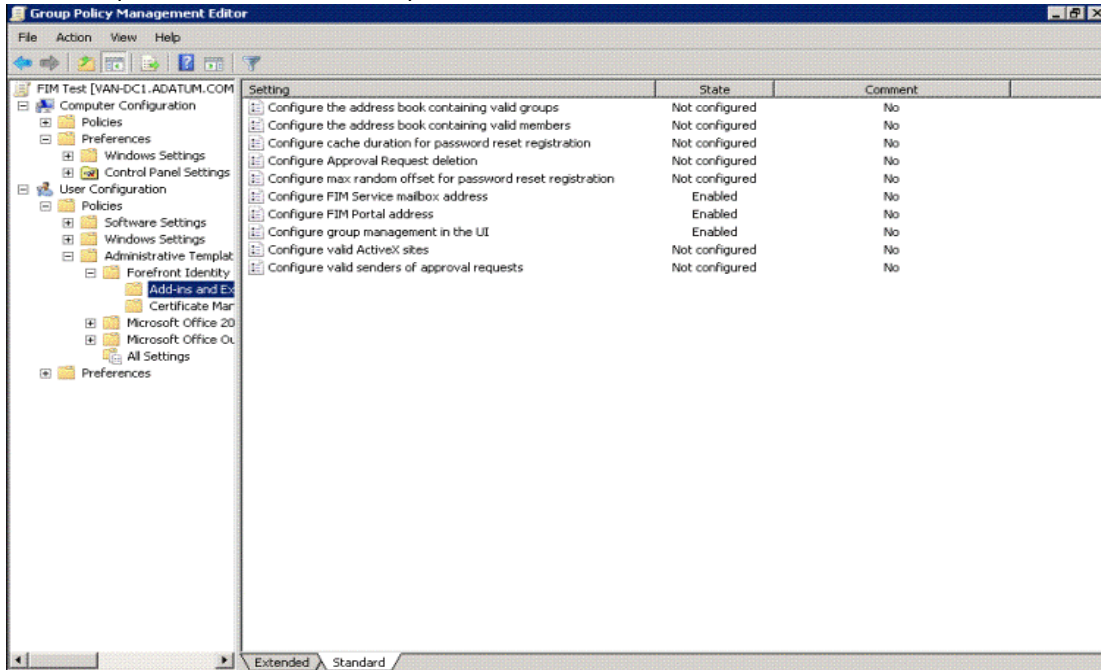 Group Policy Management Editor
File Action View Help
FIM Test [VAN-DC1.ADATUM.COM
Computer Configuration
Policies
Preferences
Windows Settings
Control Panel Settings
User Configuration
Policies
Software Settings
Windows Settings
Administrative Templat
Forefront Identity
Add-ins and Ex
Certificate Mar
Microsoft Office 20
Microsoft Office Ou
All Settings
Preferences
Setting State Comment
Configure the address book containing valid groups Not configured No
Configure the address book containing valid members Not configured No
Configure cache duration for password reset registration Not configured No
Configure Approval Request deletion Not configured No
Configure max random offset for password reset registration Not configured No
Configure FIM Service mailbox address Enabled No
Configure FIM Portal address Enabled No
Configure group management in the UI Enabled No
Configure valid ActiveX sites Not configured No
Configure valid senders of approval requests Not configured No
Extended Standard